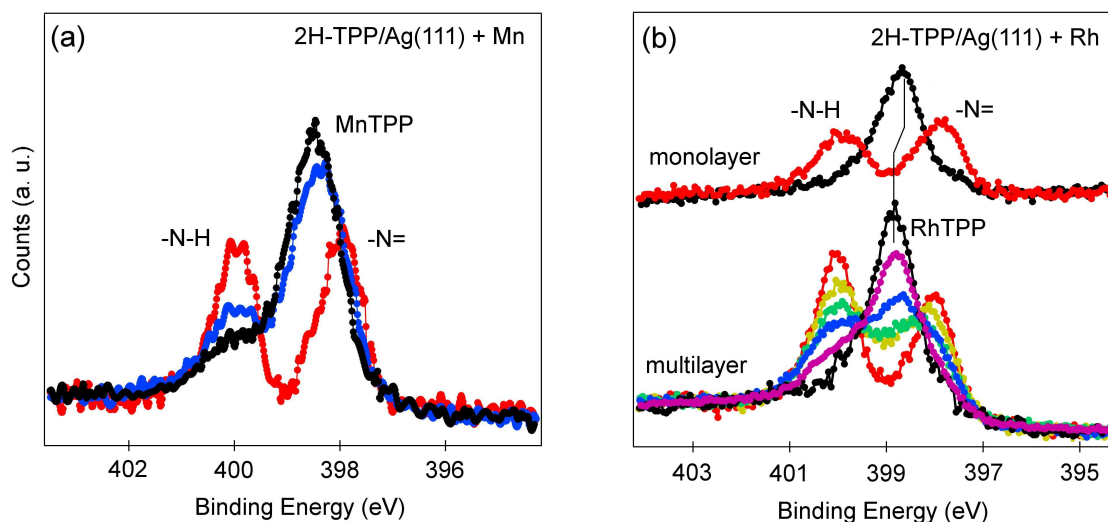 (a)
2H-TPP/Ag(111) + Mn
MnTPP
-N-H
-N=
Counts (a. u.)
402
400
398
396
Binding Energy (eV)
(b)
2H-TPP/Ag(111) + Rh
-N-H
-N=
monolayer
RhTPP
multilayer
403
401
399
397
395
Binding Energy (eV)